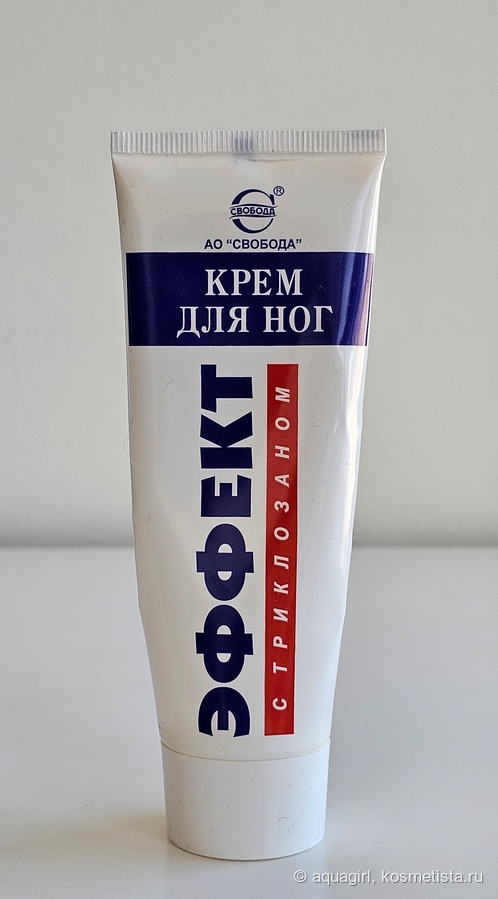 СВОБОДА®
АО "СВОБОДА"
КРЕМ
ДЛЯ НОГ
ЭФФЕКТ
С ТРИКЛОЗАНОМ
© aquagirl, kosmetista.ru